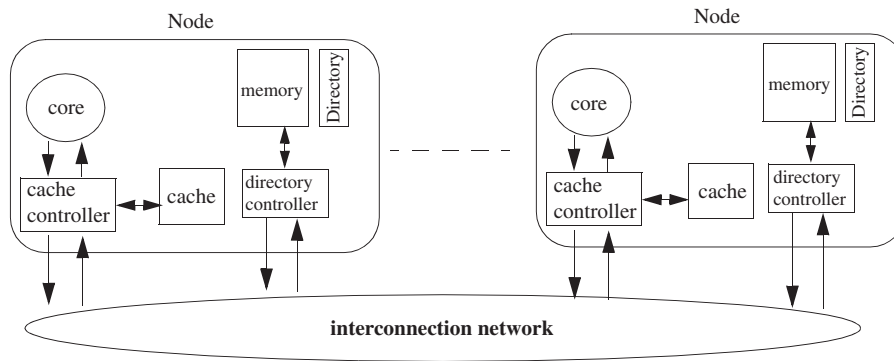 Node
core
memory
Directory
cache
controller
cache
directory
controller
Node
core
memory
Directory
cache
controller
cache
directory
controller
interconnection network